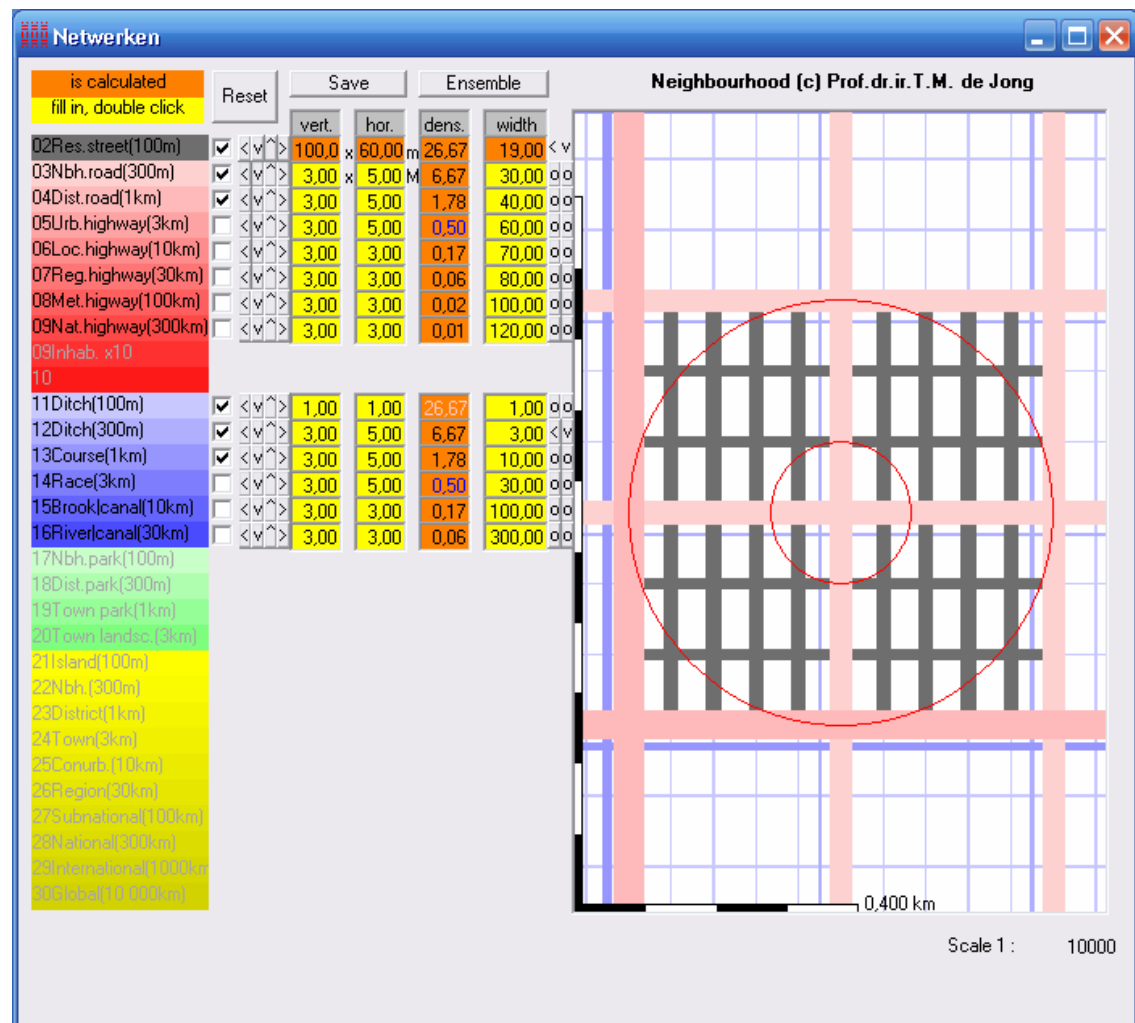 Netwerken
is calculated
fill in, double click
Reset
Save
Ensemble
Neighbourhood (c) Prof.dr.ir.T.M. de Jong
vert. hor. dens. width
02Res.street(100m) < v ^ > 100,0 x 60,00 m 26,67 19,00 < v
03Nbh.road(300m) < v ^ > 3,00 x 5,00 M 6,67 30,00 o o
04Dist.road(1km) < v ^ > 3,00 5,00 1,78 40,00 o o
05Urb.highway(3km) < v ^ > 3,00 5,00 0,50 60,00 o o
06Loc.highway(10km) < v ^ > 3,00 3,00 0,17 70,00 o o
07Reg.highway(30km) < v ^ > 3,00 3,00 0,06 80,00 o o
08Met.higway(100km) < v ^ > 3,00 3,00 0,02 100,00 o o
09Nat.highway(300km) < v ^ > 3,00 3,00 0,01 120,00 o o
09Inhab. x10
10
11Ditch(100m) < v ^ > 1,00 1,00 26,67 1,00 o o
12Ditch(300m) < v ^ > 3,00 5,00 6,67 3,00 < v
13Course(1km) < v ^ > 3,00 5,00 1,78 10,00 o o
14Race(3km) < v ^ > 3,00 5,00 0,50 30,00 o o
15Brook|canal(10km) < v ^ > 3,00 3,00 0,17 100,00 o o
16River|canal(30km) < v ^ > 3,00 3,00 0,06 300,00 o o
17Nbh.park(100m)
18Dist.park(300m)
19Town park(1km)
20Town landsc.(3km)
21Island(100m)
22Nbh.(300m)
23District(1km)
24Town(3km)
25Conurb.(10km)
26Region(30km)
27Subnational(100km)
28National(300km)
29International(1000kr
30Global(10 000km)
0,400 km
Scale 1 : 10000